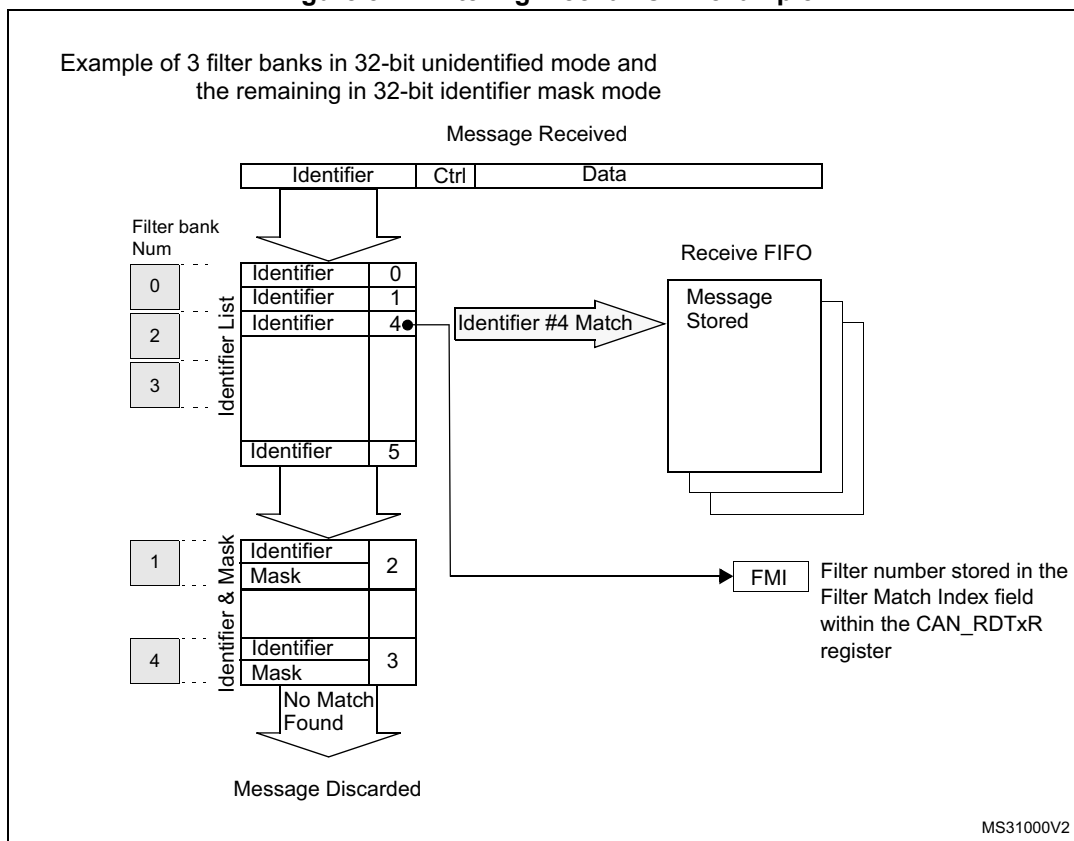 Example of 3 filter banks in 32-bit unidentified mode and
the remaining in 32-bit identifier mask mode
Message Received
Identifier Ctrl Data
Filter bank
Num
Receive FIFO
0
2
3
Identifier List
Identifier 0
Identifier 1
Identifier 4
Identifier 5
Identifier #4 Match
Message
Stored
1
4
Identifier & Mask
Identifier
Mask
2
Identifier
Mask
3
FMI
Filter number stored in the
Filter Match Index field
within the CAN_RDTxR
register
No Match
Found
Message Discarded
MS31000V2